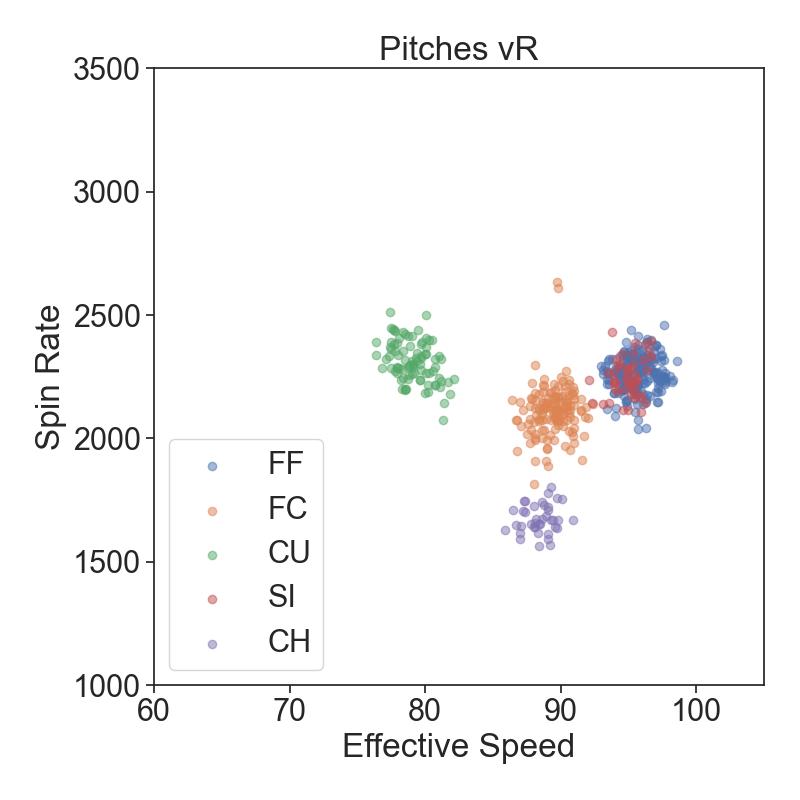 Pitches vR
3500
3000
2500
2000
1500
1000
Spin Rate
FF
FC
CU
SI
CH
60 70 80 90 100
Effective Speed